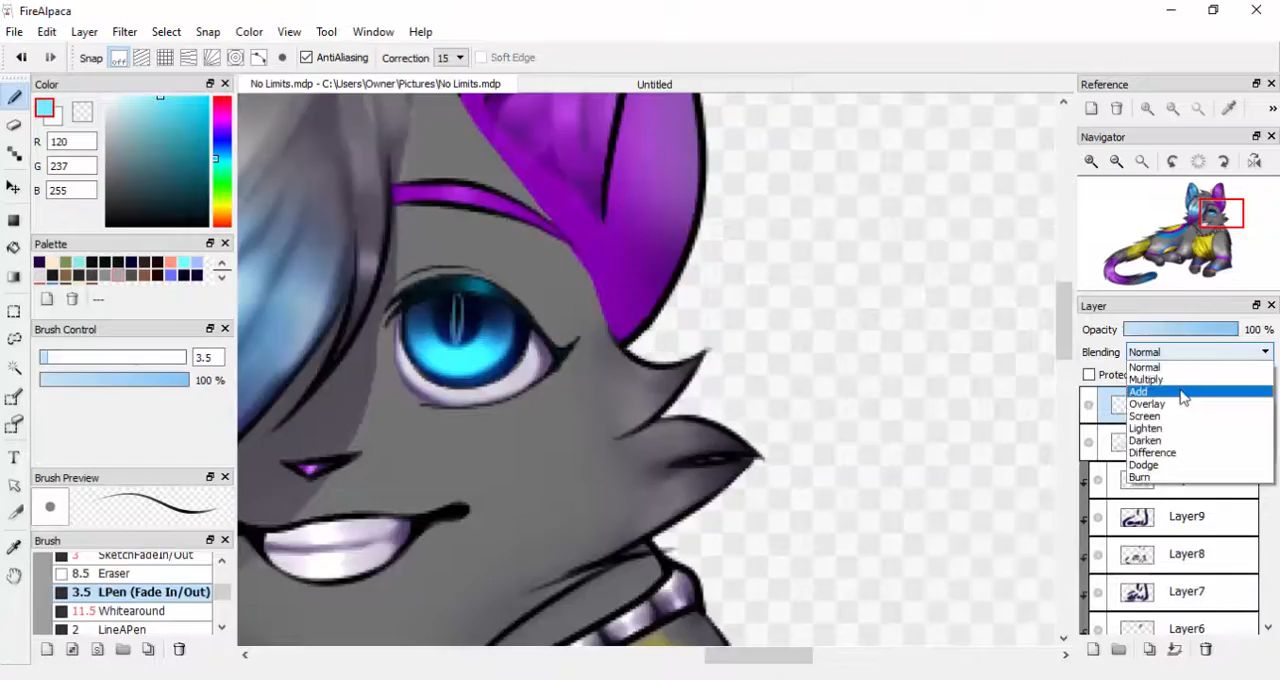 FireAlpaca
File Edit Layer Filter Select Snap Color View Tool Window Help
Snap off AntiAliasing Correction 15 Soft Edge
Color
No Limits.mdp - C:\Users\Owner\Pictures\No Limits.mdp
Untitled
Reference
R 120
G 237
B 255
Navigator
Palette
---
Brush Control
3.5
100 %
Layer
Opacity 100 %
Blending Normal
Normal
Protec
Multiply
Add
Overlay
Screen
Lighten
Darken
Difference
Dodge
Burn
Brush Preview
Layer9
Brush
3 SketchFadeIn/Out
Layer8
8.5 Eraser
3.5 LPen (Fade In/Out)
Layer7
11.5 Whitearound
2 LineAPen
Layer6